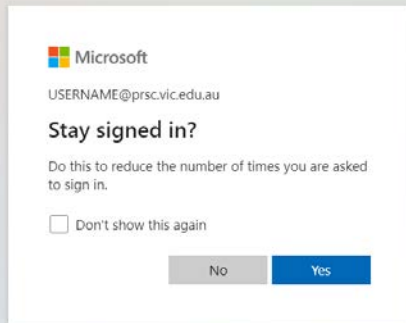 Microsoft
USERNAME@prsc.vic.edu.au
Stay signed in?
Do this to reduce the number of times you are asked
to sign in.
Don't show this again
No
Yes